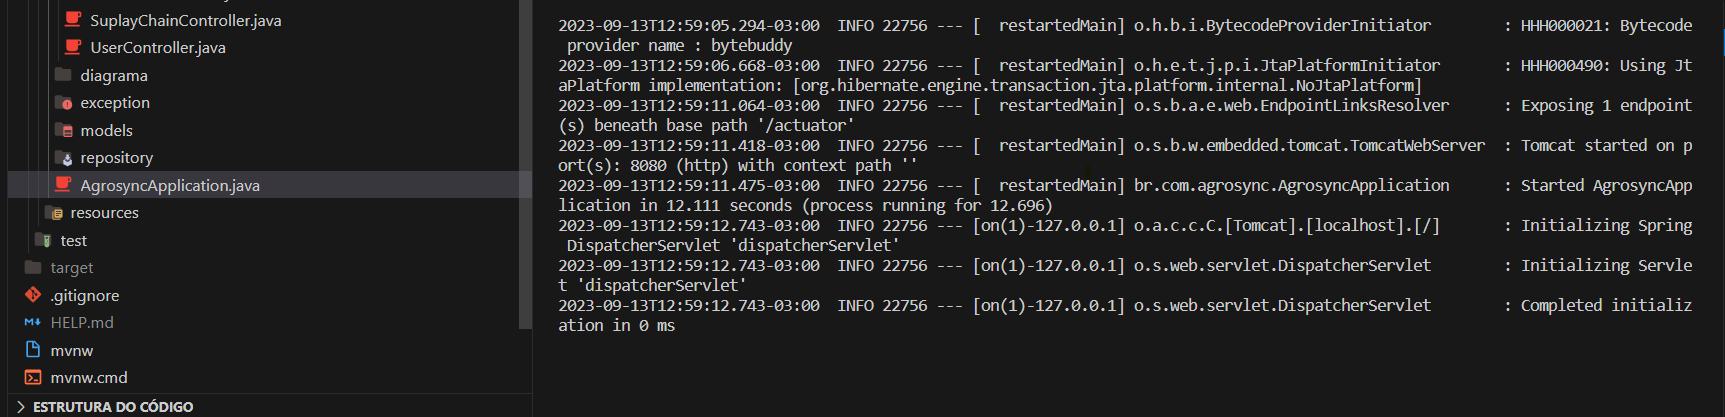 SuplayChainController.java
UserController.java
diagrama
exception
models
repository
AgrosyncApplication.java
resources
test
target
.gitignore
HELP.md
mvnw
mvnw.cmd
ESTRUTURA DO CÓDIGO
2023-09-13T12:59:05.294-03:00  INFO 22756 --- [  restartedMain] o.h.b.i.BytecodeProviderInitiator        : HHH000021: Bytecode
 provider name : bytebuddy
2023-09-13T12:59:06.668-03:00  INFO 22756 --- [  restartedMain] o.h.e.t.j.p.i.JtaPlatformInitiator       : HHH000490: Using Jt
aPlatform implementation: [org.hibernate.engine.transaction.jta.platform.internal.NoJtaPlatform]
2023-09-13T12:59:11.064-03:00  INFO 22756 --- [  restartedMain] o.s.b.a.e.web.EndpointLinksResolver      : Exposing 1 endpoint
(s) beneath base path '/actuator'
2023-09-13T12:59:11.418-03:00  INFO 22756 --- [  restartedMain] o.s.b.w.embedded.tomcat.TomcatWebServer  : Tomcat started on p
ort(s): 8080 (http) with context path ''
2023-09-13T12:59:11.475-03:00  INFO 22756 --- [  restartedMain] br.com.agrosync.AgrosyncApplication      : Started AgrosyncApp
lication in 12.111 seconds (process running for 12.696)
2023-09-13T12:59:12.743-03:00  INFO 22756 --- [on(1)-127.0.0.1] o.a.c.c.C.[Tomcat].[localhost].[/]       : Initializing Spring
 DispatcherServlet 'dispatcherServlet'
2023-09-13T12:59:12.743-03:00  INFO 22756 --- [on(1)-127.0.0.1] o.s.web.servlet.DispatcherServlet        : Initializing Servle
t 'dispatcherServlet'
2023-09-13T12:59:12.743-03:00  INFO 22756 --- [on(1)-127.0.0.1] o.s.web.servlet.DispatcherServlet        : Completed initializ
ation in 0 ms